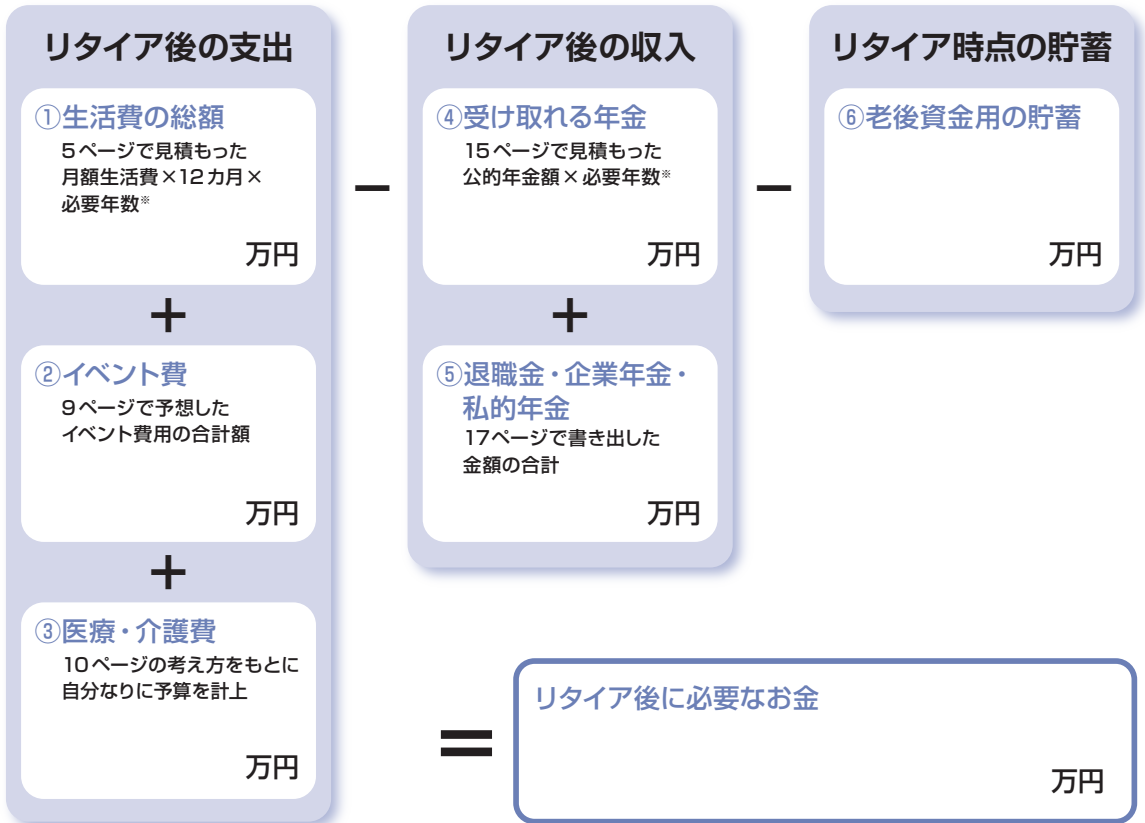 リタイア後の支出
①生活費の総額
5ページで見積もった
月額生活費×12カ月×
必要年数※
万円
＋
②イベント費
9ページで予想した
イベント費用の合計額
万円
＋
③医療・介護費
10ページの考え方をもとに
自分なりに予算を計上
万円
－
リタイア後の収入
④受け取れる年金
15ページで見積もった
公的年金額×必要年数※
万円
＋
⑤退職金・企業年金・
私的年金
17ページで書き出した
金額の合計
万円
－
リタイア時点の貯蓄
⑥老後資金用の貯蓄
万円
＝
リタイア後に必要なお金
万円